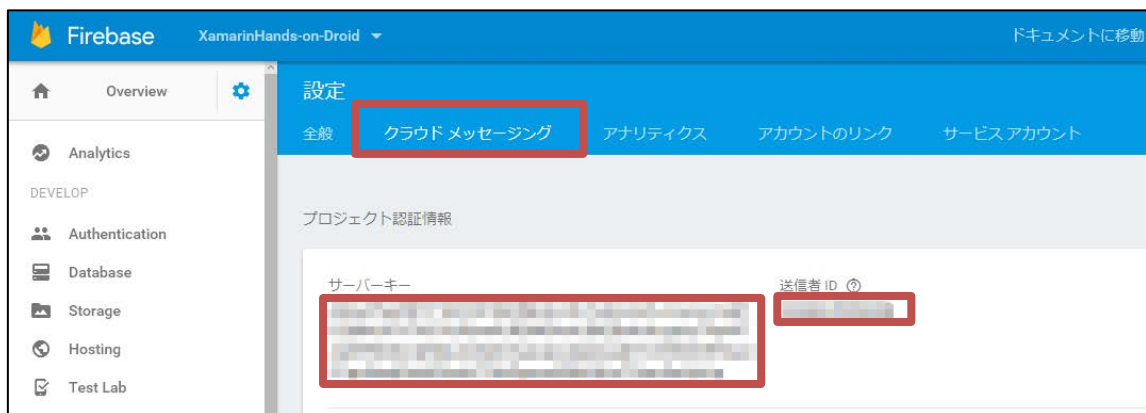 Firebase XamarinHands-on-Droid ドキュメントに移動
Overview
設定
全般 クラウド メッセージング アナリティクス アカウントのリンク サービス アカウント
Analytics
DEVELOP
プロジェクト認証情報
Authentication
Database
サーバーキー 送信者 ID
Storage
Hosting
Test Lab